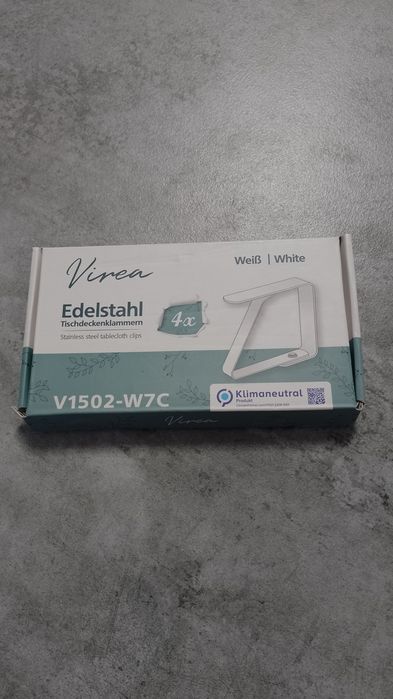 Virea
Weiß | White
Edelstahl
Tischdeckenklammern
4x
Stainless steel tablecloth clips
V1502-W7C
Klimaneutral
Produkt
Virea